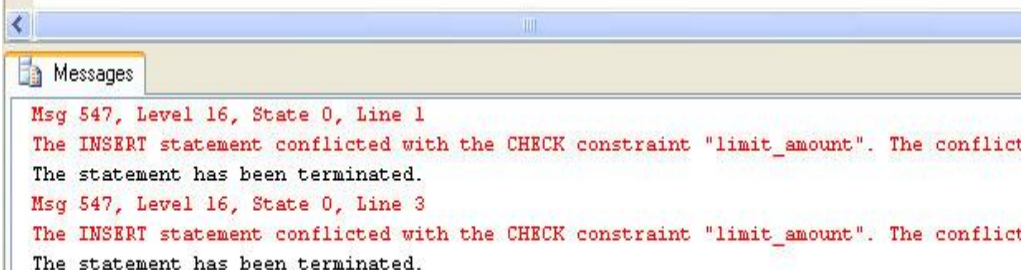 Messages
Msg 547, Level 16, State 0, Line 1
The INSERT statement conflicted with the CHECK constraint "limit_amount". The conflict
The statement has been terminated.
Msg 547, Level 16, State 0, Line 3
The INSERT statement conflicted with the CHECK constraint "limit_amount". The conflict
The statement has been terminated.